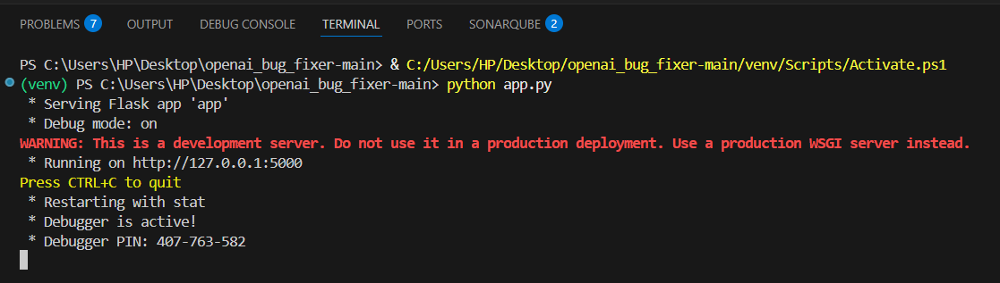 PROBLEMS 7 OUTPUT DEBUG CONSOLE TERMINAL PORTS SONARQUBE 2
PS C:\Users\HP\Desktop\openai_bug_fixer-main> & C:/Users/HP/Desktop/openai_bug_fixer-main/venv/Scripts/Activate.ps1
(venv) PS C:\Users\HP\Desktop\openai_bug_fixer-main> python app.py
 * Serving Flask app 'app'
 * Debug mode: on
WARNING: This is a development server. Do not use it in a production deployment. Use a production WSGI server instead.
 * Running on http://127.0.0.1:5000
Press CTRL+C to quit
 * Restarting with stat
 * Debugger is active!
 * Debugger PIN: 407-763-582